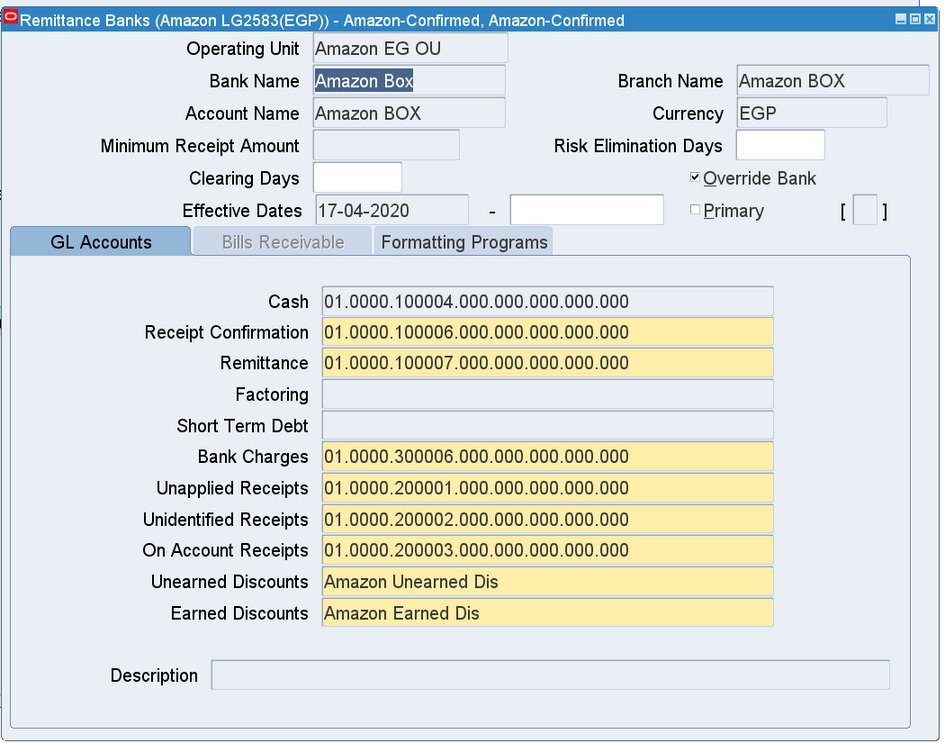 Remittance Banks (Amazon LG2583(EGP)) - Amazon-Confirmed, Amazon-Confirmed
Operating Unit Amazon EG OU
Bank Name Amazon Box Branch Name Amazon BOX
Account Name Amazon BOX Currency EGP
Minimum Receipt Amount Risk Elimination Days
Clearing Days Override Bank
Effective Dates 17-04-2020 - Primary [ ]
GL Accounts Bills Receivable Formatting Programs
Cash 01.0000.100004.000.000.000.000.000
Receipt Confirmation 01.0000.100006.000.000.000.000.000
Remittance 01.0000.100007.000.000.000.000.000
Factoring
Short Term Debt
Bank Charges 01.0000.300006.000.000.000.000.000
Unapplied Receipts 01.0000.200001.000.000.000.000.000
Unidentified Receipts 01.0000.200002.000.000.000.000.000
On Account Receipts 01.0000.200003.000.000.000.000.000
Unearned Discounts Amazon Unearned Dis
Earned Discounts Amazon Earned Dis
Description